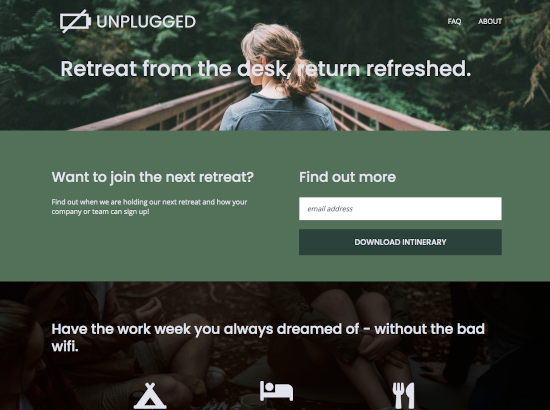 UNPLUGGED
FAQ
ABOUT
Retreat from the desk, return refreshed.
Want to join the next retreat?
Find out when we are holding our next retreat and how your
company or team can sign up!
Find out more
email address
DOWNLOAD INTINERARY
Have the work week you always dreamed of - without the bad
wifi.